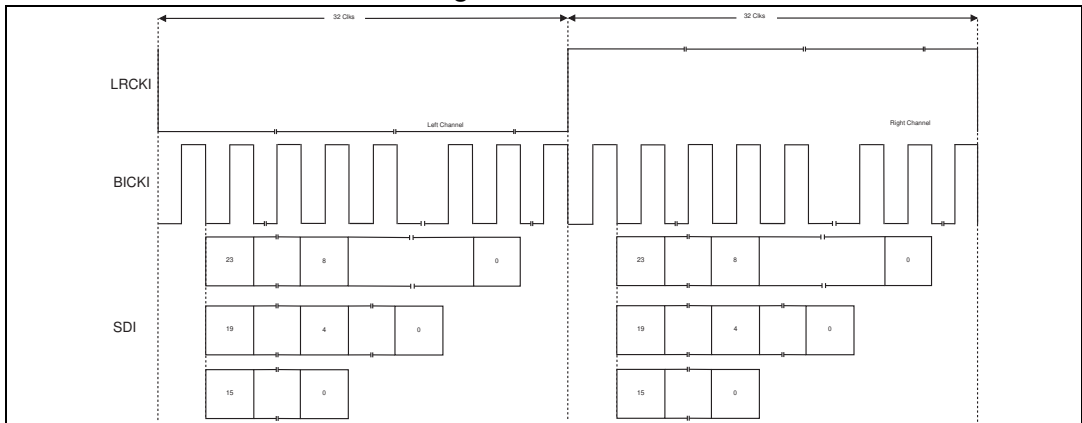 32 Clks 32 Clks
LRCKI
Left Channel Right Channel
BICKI
23 8 0 23 8 0
SDI
19 4 0 19 4 0
15 0 15 0